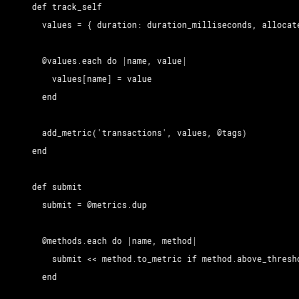 def track_self
values = { duration: duration_milliseconds, allocate
@values.each do |name, value|
values[name] = value
end
add_metric('transactions', values, @tags)
end
def submit
submit = @metrics.dup
@methods.each do |name, method|
submit << method.to_metric if method.above_thresho
end